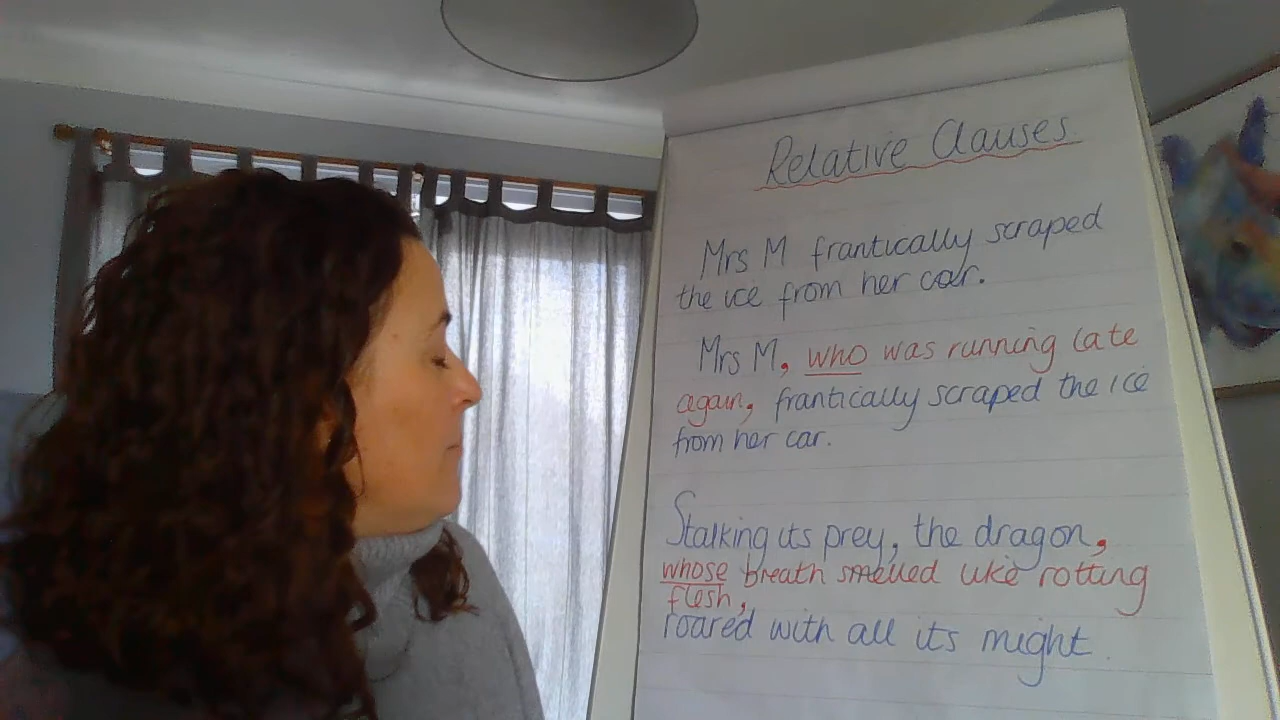 Relative Clauses
Mrs M frantically scraped
the ice from her car.
Mrs M, who was running late
again, frantically scraped the ice
from her car.
Stalking its prey, the dragon,
whose breath smelled like rotting
flesh,
roared with all its might.